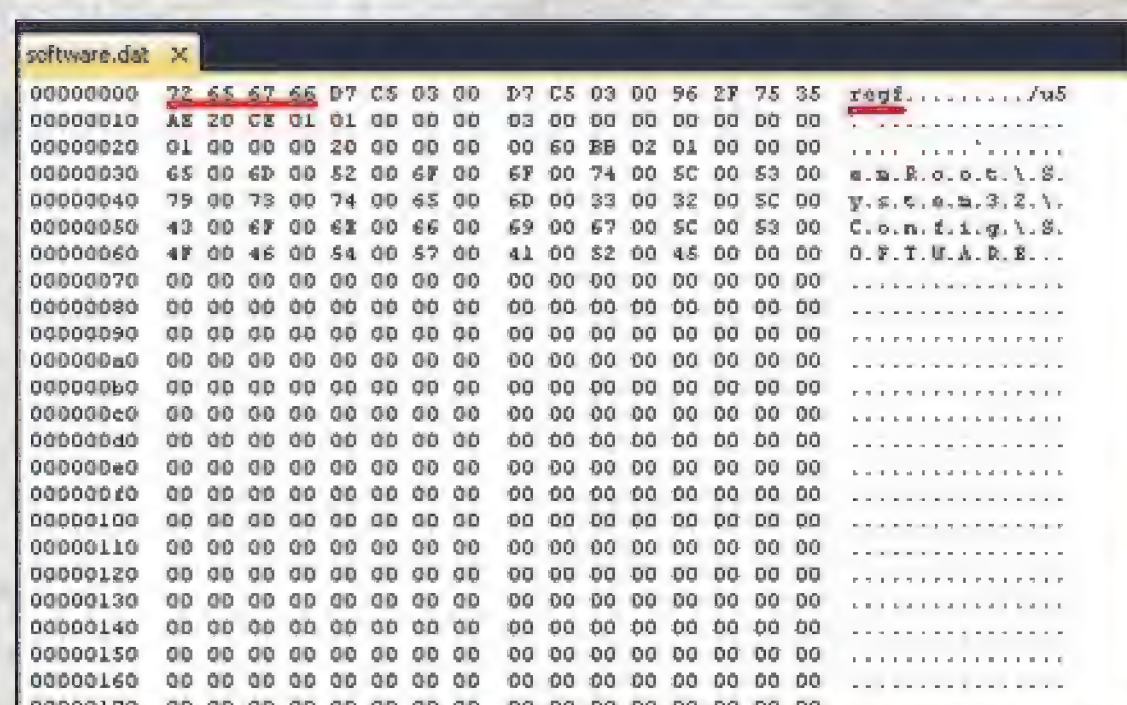 software.dat X
00000000 72 65 67 66 D7 C5 03 00 D7 C5 03 00 96 2F 75 35 regf........./u5
00000010 AE 20 CE 01 01 00 00 00 03 00 00 00 00 00 00 00 . ..............
00000020 01 00 00 00 20 00 00 00 00 60 BB 02 01 00 00 00 .... ....`......
00000030 65 00 6D 00 52 00 6F 00 6F 00 74 00 5C 00 53 00 e.m.R.o.o.t.\.S.
00000040 79 00 73 00 74 00 65 00 6D 00 33 00 32 00 5C 00 y.s.t.e.m.3.2.\.
00000050 43 00 6F 00 6E 00 66 00 69 00 67 00 5C 00 53 00 C.o.n.f.i.g.\.S.
00000060 4F 00 46 00 54 00 57 00 41 00 52 00 45 00 00 00 O.F.T.W.A.R.E...
00000070 00 00 00 00 00 00 00 00 00 00 00 00 00 00 00 00 ................
00000080 00 00 00 00 00 00 00 00 00 00 00 00 00 00 00 00 ................
00000090 00 00 00 00 00 00 00 00 00 00 00 00 00 00 00 00 ................
000000a0 00 00 00 00 00 00 00 00 00 00 00 00 00 00 00 00 ................
000000b0 00 00 00 00 00 00 00 00 00 00 00 00 00 00 00 00 ................
000000c0 00 00 00 00 00 00 00 00 00 00 00 00 00 00 00 00 ................
000000d0 00 00 00 00 00 00 00 00 00 00 00 00 00 00 00 00 ................
000000e0 00 00 00 00 00 00 00 00 00 00 00 00 00 00 00 00 ................
000000f0 00 00 00 00 00 00 00 00 00 00 00 00 00 00 00 00 ................
00000100 00 00 00 00 00 00 00 00 00 00 00 00 00 00 00 00 ................
00000110 00 00 00 00 00 00 00 00 00 00 00 00 00 00 00 00 ................
00000120 00 00 00 00 00 00 00 00 00 00 00 00 00 00 00 00 ................
00000130 00 00 00 00 00 00 00 00 00 00 00 00 00 00 00 00 ................
00000140 00 00 00 00 00 00 00 00 00 00 00 00 00 00 00 00 ................
00000150 00 00 00 00 00 00 00 00 00 00 00 00 00 00 00 00 ................
00000160 00 00 00 00 00 00 00 00 00 00 00 00 00 00 00 00 ................